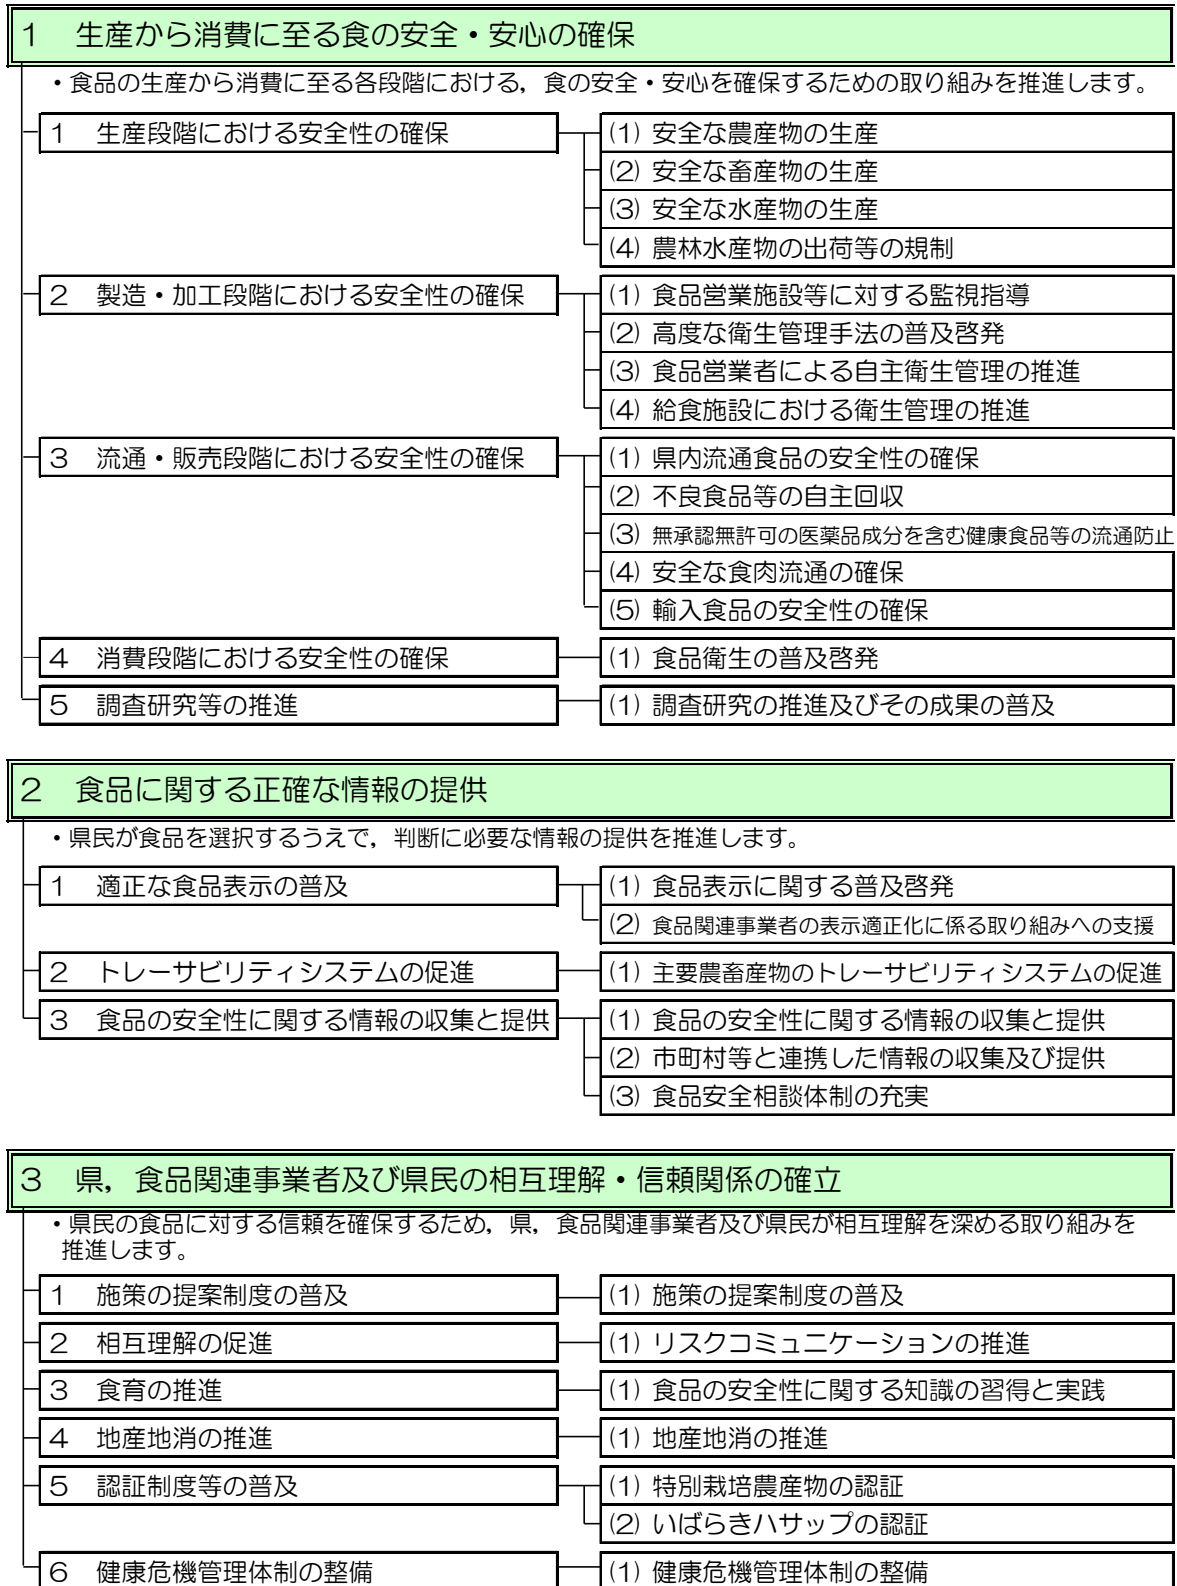 １　生産から消費に至る食の安全・安心の確保
・食品の生産から消費に至る各段階における，食の安全・安心を確保するための取り組みを推進します。
１　生産段階における安全性の確保
(1) 安全な農産物の生産
(2) 安全な畜産物の生産
(3) 安全な水産物の生産
(4) 農林水産物の出荷等の規制
２　製造・加工段階における安全性の確保
(1) 食品営業施設等に対する監視指導
(2) 高度な衛生管理手法の普及啓発
(3) 食品営業者による自主衛生管理の推進
(4) 給食施設における衛生管理の推進
３　流通・販売段階における安全性の確保
(1) 県内流通食品の安全性の確保
(2) 不良食品等の自主回収
(3) 無承認無許可の医薬品成分を含む健康食品等の流通防止
(4) 安全な食肉流通の確保
(5) 輸入食品の安全性の確保
４　消費段階における安全性の確保
(1) 食品衛生の普及啓発
５　調査研究等の推進
(1) 調査研究の推進及びその成果の普及
２　食品に関する正確な情報の提供
・県民が食品を選択するうえで，判断に必要な情報の提供を推進します。
１　適正な食品表示の普及
(1) 食品表示に関する普及啓発
(2) 食品関連事業者の表示適正化に係る取り組みへの支援
２　トレーサビリティシステムの促進
(1) 主要農畜産物のトレーサビリティシステムの促進
３　食品の安全性に関する情報の収集と提供
(1) 食品の安全性に関する情報の収集と提供
(2) 市町村等と連携した情報の収集及び提供
(3) 食品安全相談体制の充実
３　県，食品関連事業者及び県民の相互理解・信頼関係の確立
・県民の食品に対する信頼を確保するため，県，食品関連事業者及び県民が相互理解を深める取り組みを
推進します。
１　施策の提案制度の普及
(1) 施策の提案制度の普及
２　相互理解の促進
(1) リスクコミュニケーションの推進
３　食育の推進
(1) 食品の安全性に関する知識の習得と実践
４　地産地消の推進
(1) 地産地消の推進
５　認証制度等の普及
(1) 特別栽培農産物の認証
(2) いばらきハサップの認証
６　健康危機管理体制の整備
(1) 健康危機管理体制の整備